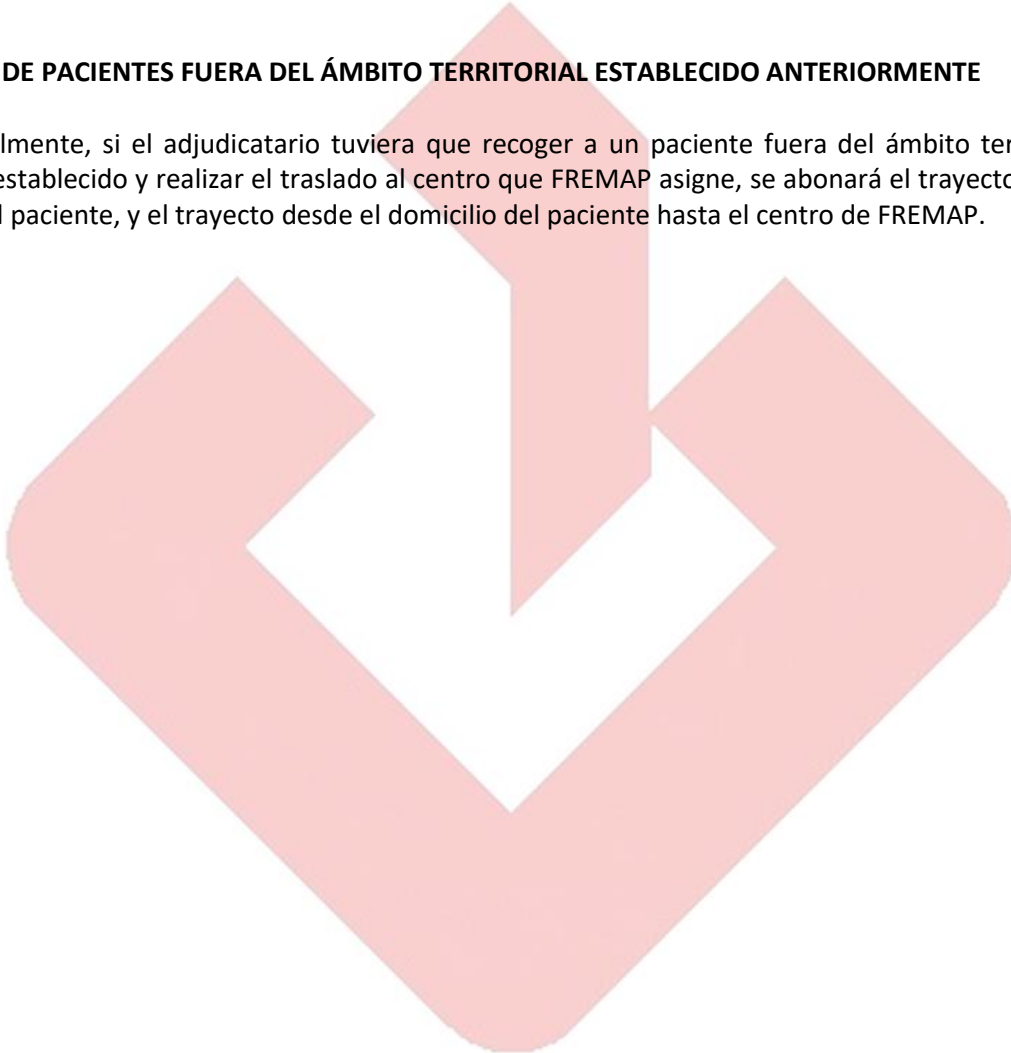 DE PACIENTES FUERA DEL ÁMBITO TERRITORIAL ESTABLECIDO ANTERIORMENTE
lmente, si el adjudicatario tuviera que recoger a un paciente fuera del ámbito ter
establecido y realizar el traslado al centro que FREMAP asigne, se abonará el trayecto
l paciente, y el trayecto desde el domicilio del paciente hasta el centro de FREMAP.